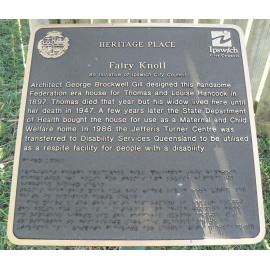 HERITAGE PLACE
Ipswich
Fairy Knoll
an initiative of Ipswich City Council
Architect George Brockwell Gill designed this handsome
Federation era house for Thomas and Louise Hancock in
1897. Thomas died that year but his widow lived here until
her death in 1947. A few years later the State Department
of Health bought the house for use as a Maternal and Child
Welfare home. In 1986 the Jefferis Turner Centre was
transferred to Disability Services Queensland to be utilised
as a respite facility for people with a disability.